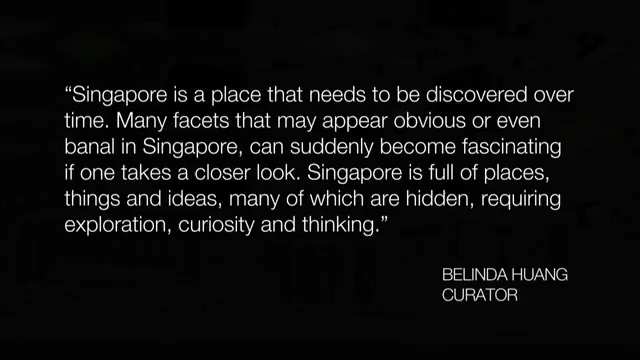 “Singapore is a place that needs to be discovered over
time. Many facets that may appear obvious or even
banal in Singapore, can suddenly become fascinating
if one takes a closer look. Singapore is full of places,
things and ideas, many of which are hidden, requiring
exploration, curiosity and thinking.”
BELINDA HUANG
CURATOR